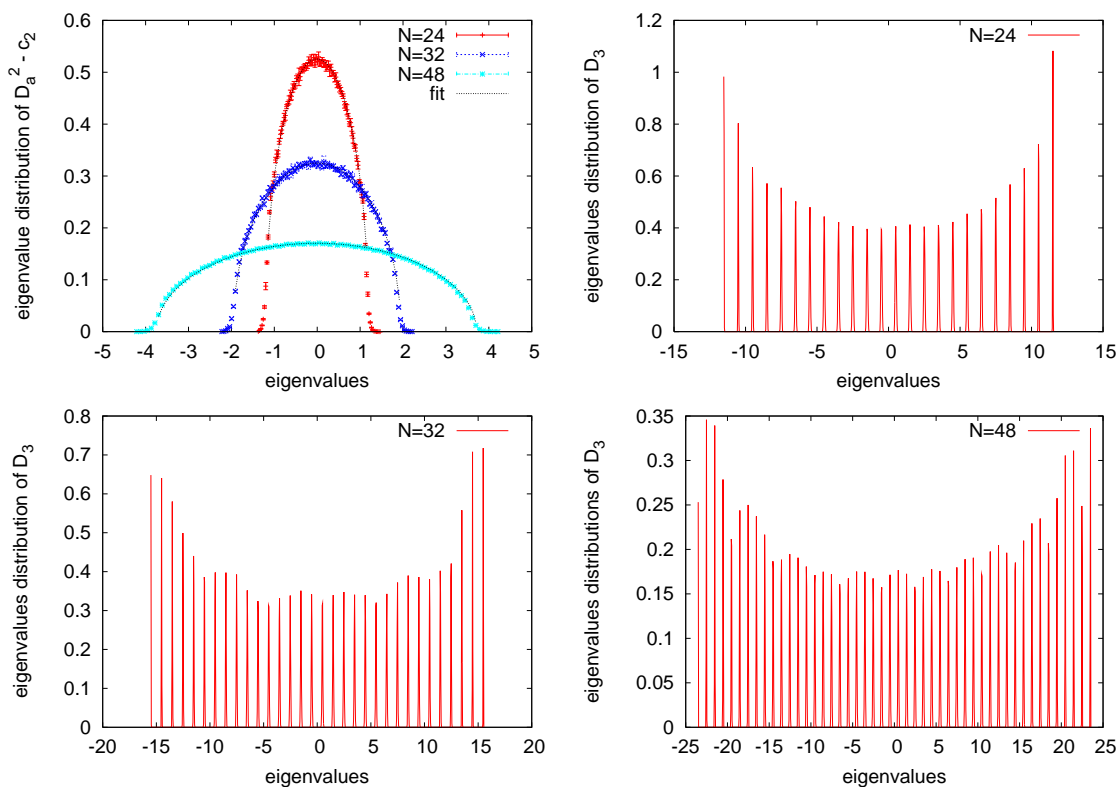 eigenvalue distribution of D_a^2 - c_2
0.6
0.5
0.4
0.3
0.2
0.1
0
-5 -4 -3 -2 -1 0 1 2 3 4 5
eigenvalues
N=24
N=32
N=48
fit
eigenvalues distribution of D_3
1.2
1
0.8
0.6
0.4
0.2
0
-15 -10 -5 0 5 10 15
eigenvalues
N=24
eigenvalues distribution of D_3
0.8
0.7
0.6
0.5
0.4
0.3
0.2
0.1
0
-20 -15 -10 -5 0 5 10 15 20
eigenvalues
N=32
eigenvalues distributions of D_3
0.35
0.3
0.25
0.2
0.15
0.1
0.05
0
-25 -20 -15 -10 -5 0 5 10 15 20 25
eigenvalues
N=48